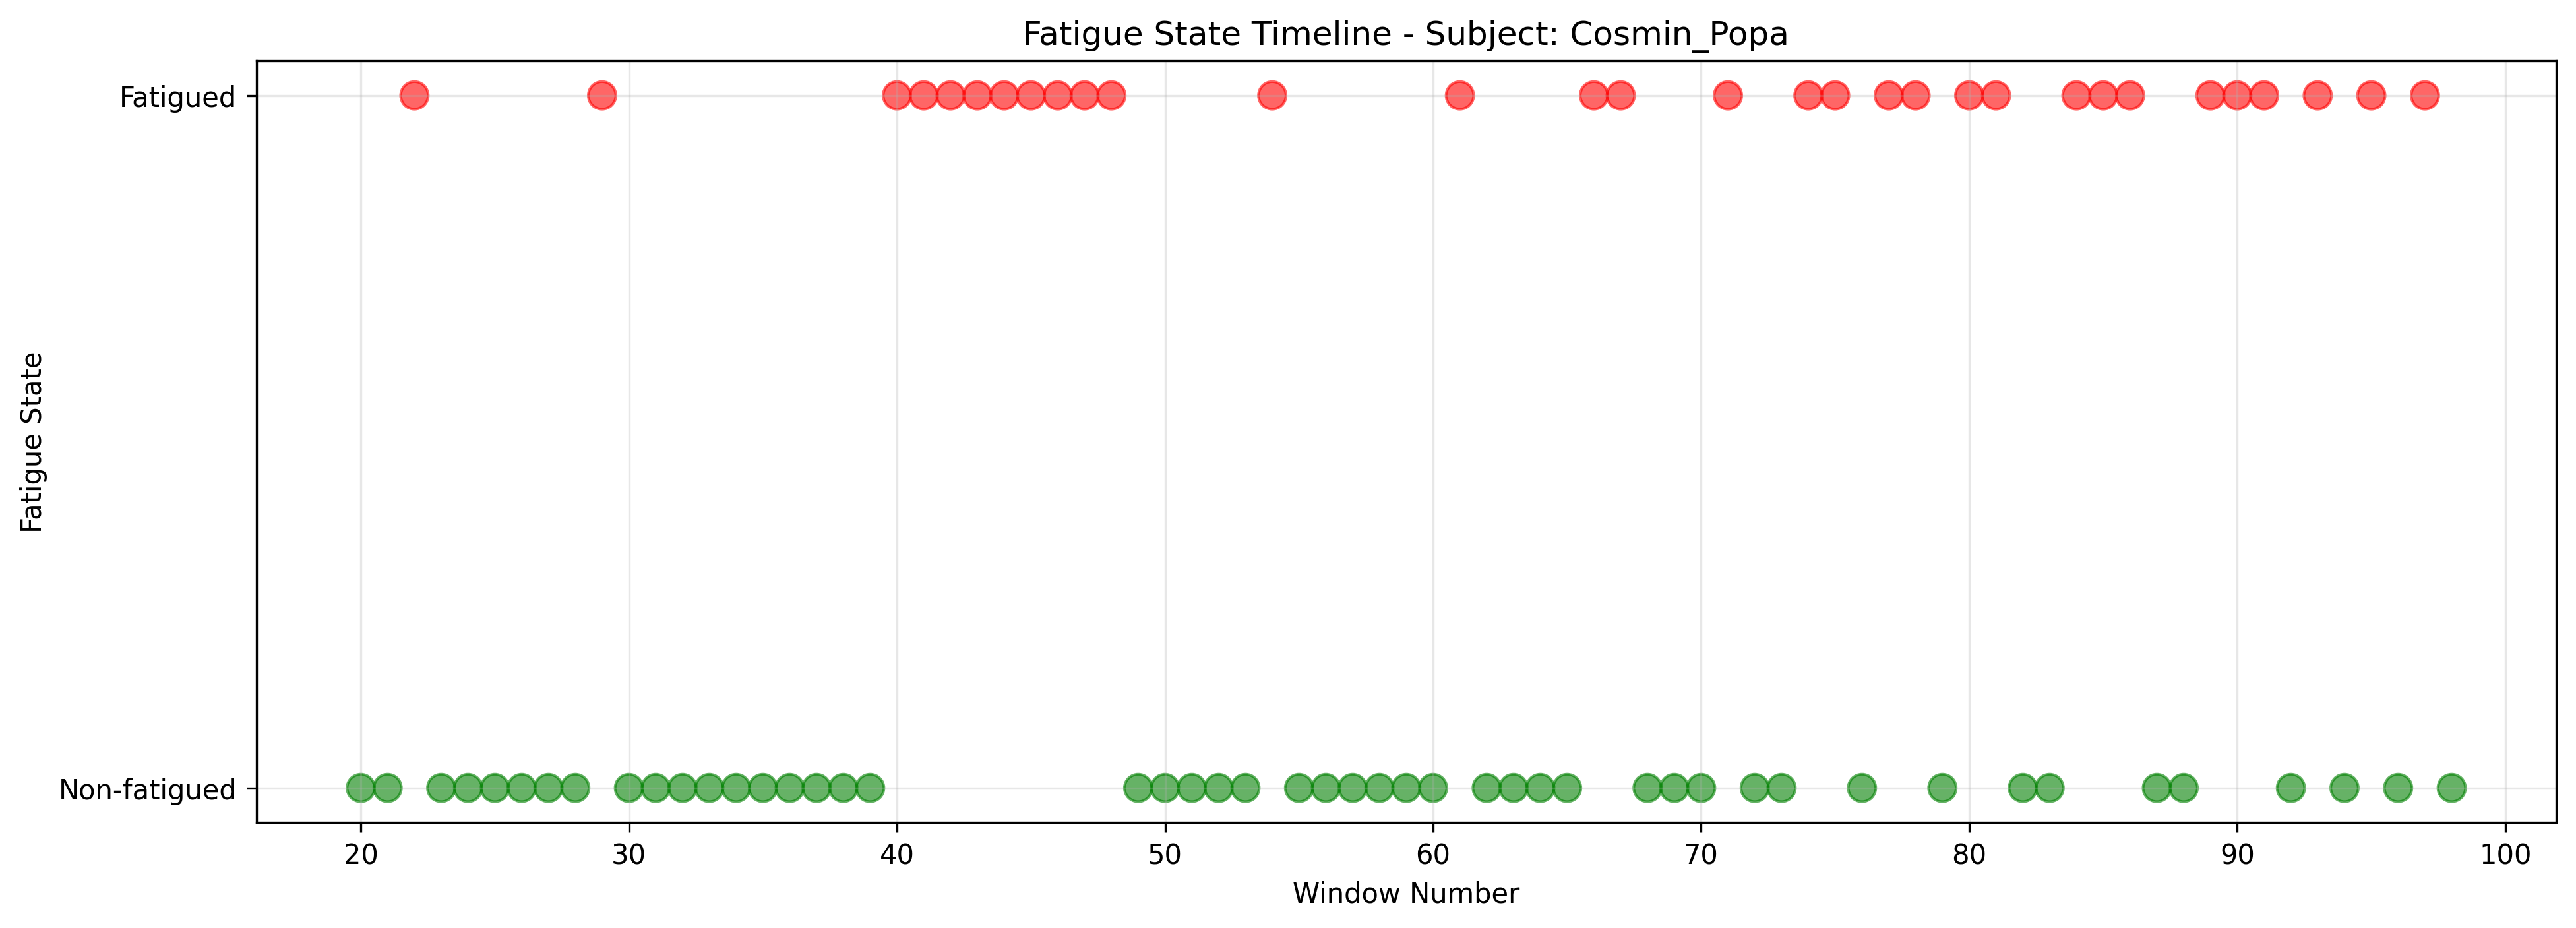 Fatigue State Timeline - Subject: Cosmin_Popa
Fatigued
Fatigue State
Non-fatigued
20 30 40 50 60 70 80 90 100
Window Number